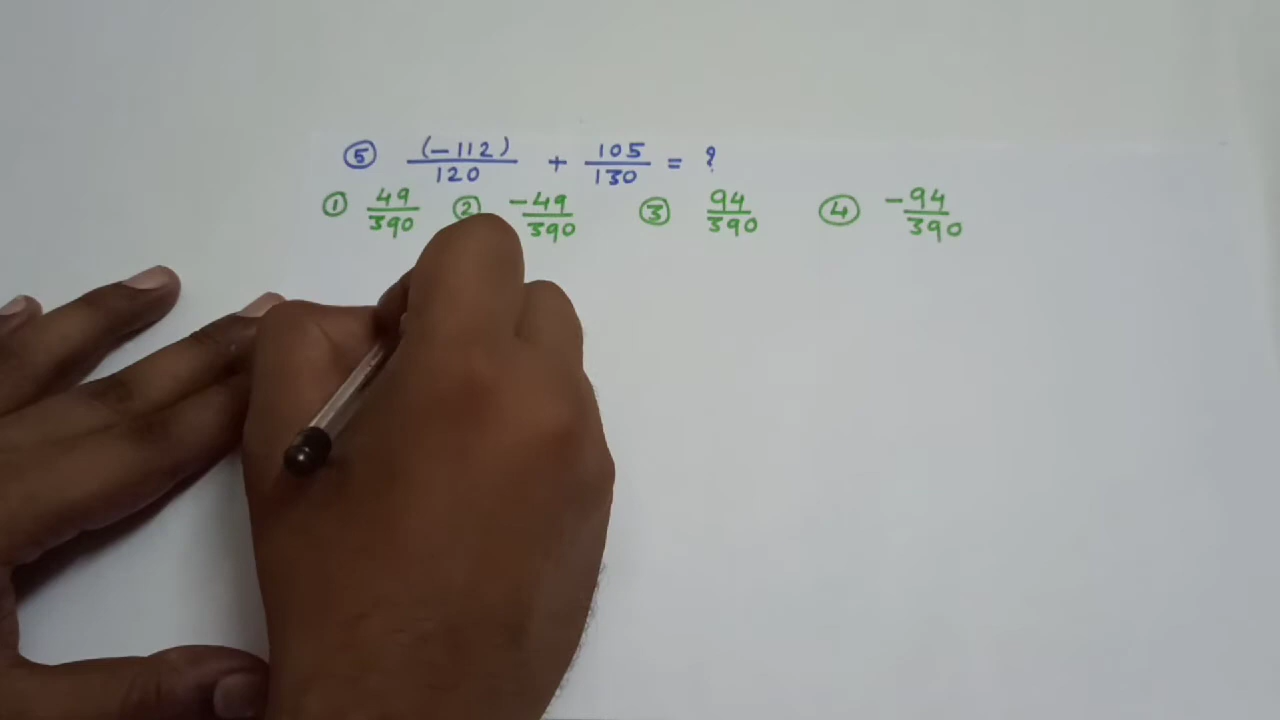 ⑤ (-112)/120 + 105/130 = ?
① 49/390 ② -49/390 ③ 94/390 ④ -94/390